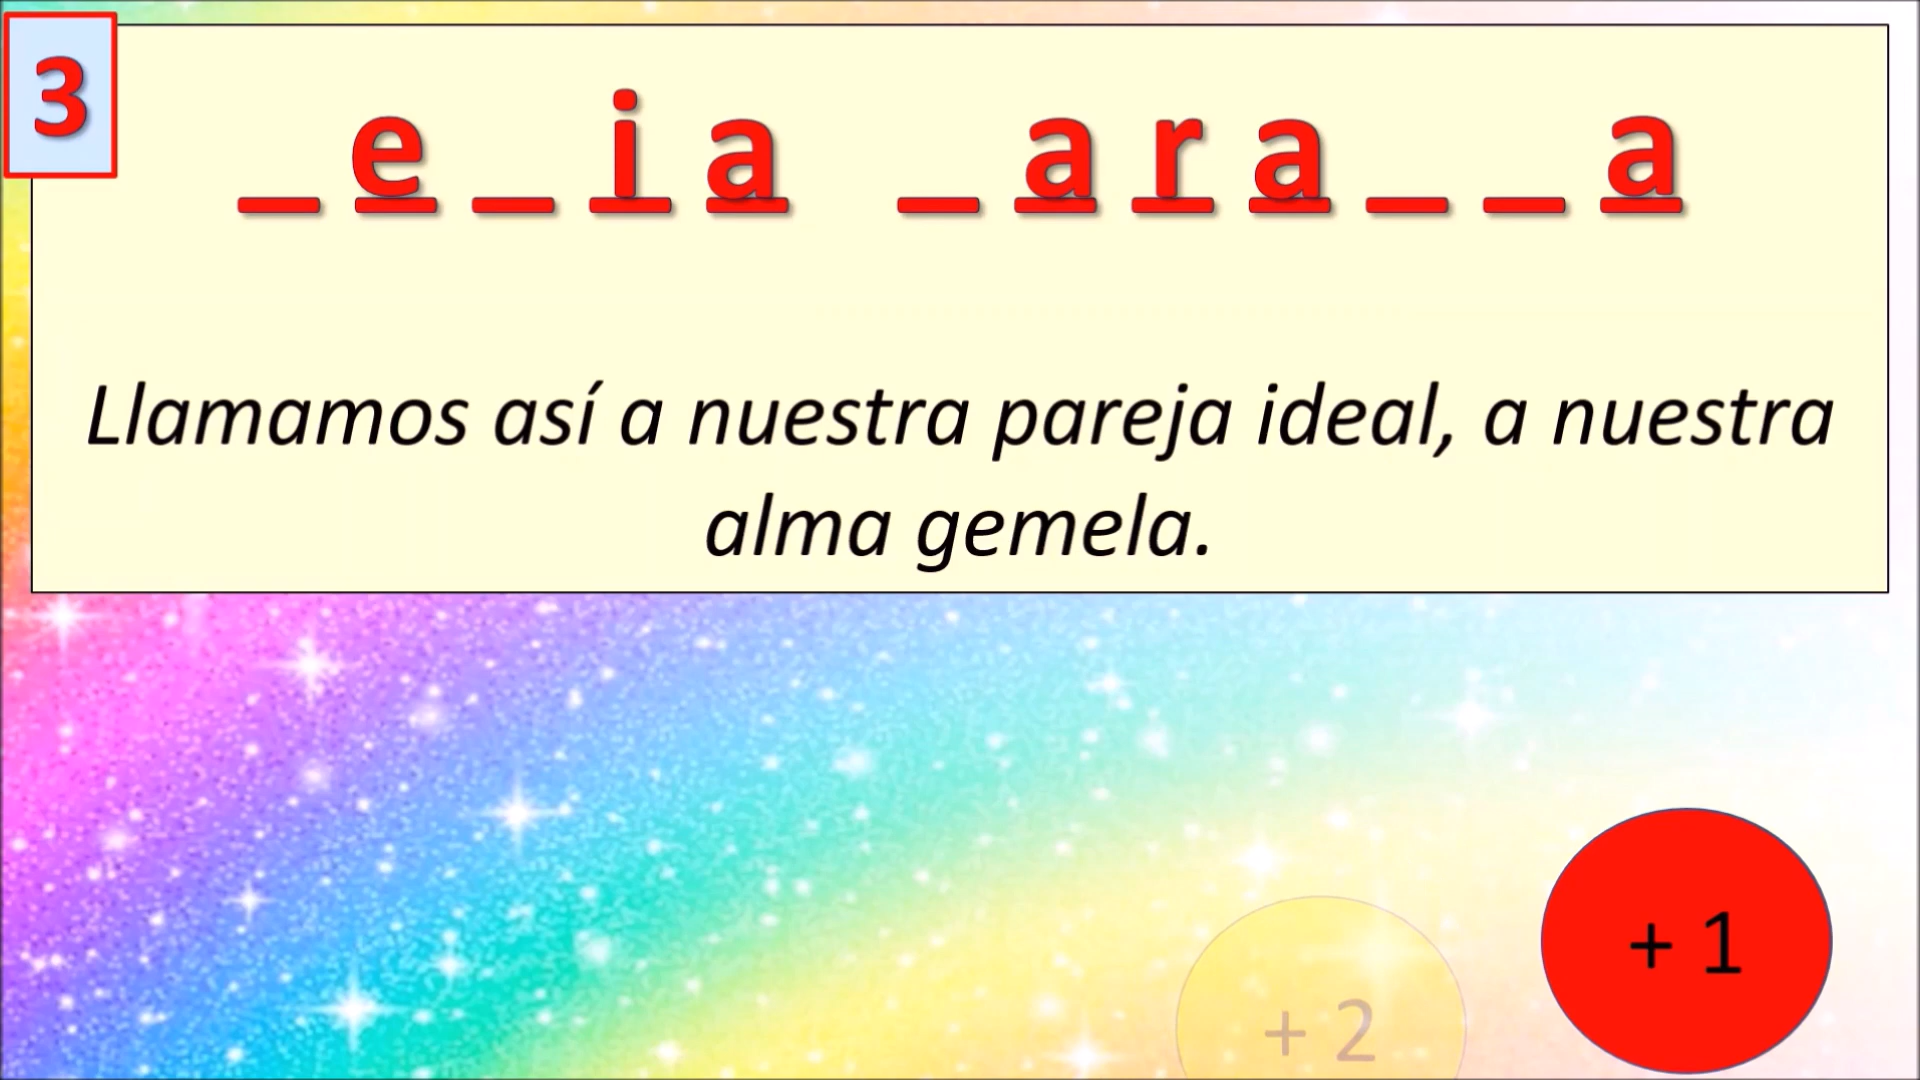 3
_ e _ i a _ a r a _ _ a
Llamamos así a nuestra pareja ideal, a nuestra
alma gemela.
+ 1
+ 2